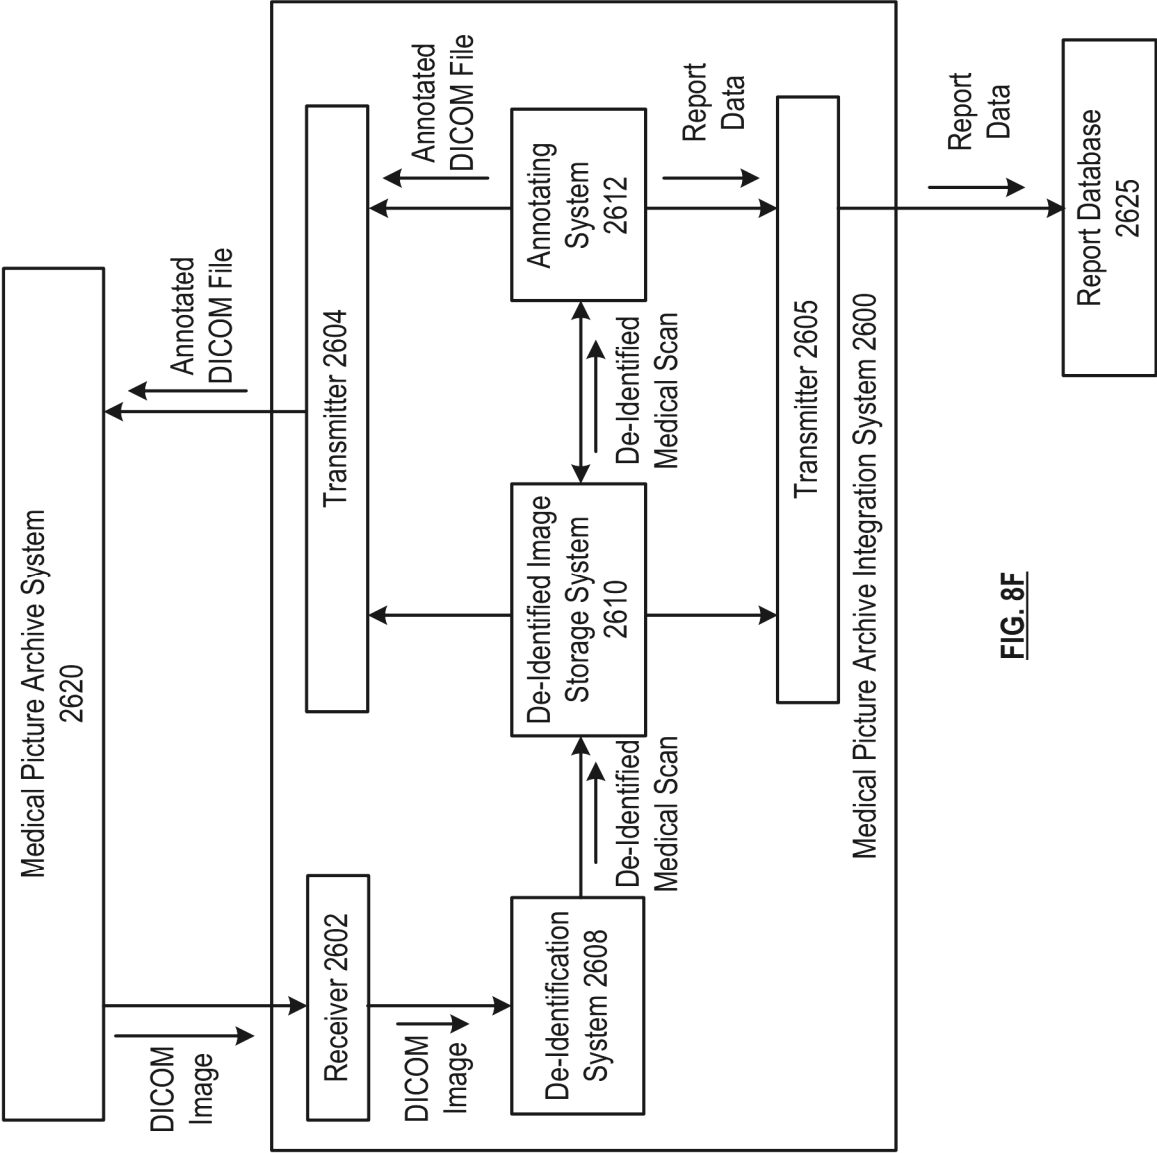 Medical Picture Archive System
2620
DICOM
Image
Annotated
DICOM File
Receiver 2602
Transmitter 2604
DICOM
Image
Annotated
DICOM File
De-Identification
System 2608
De-Identified
Medical Scan
De-Identified Image
Storage System
2610
De-Identified
Medical Scan
Annotating
System
2612
Report
Data
Transmitter 2605
Medical Picture Archive Integration System 2600
Report
Data
Report Database
2625
FIG. 8F